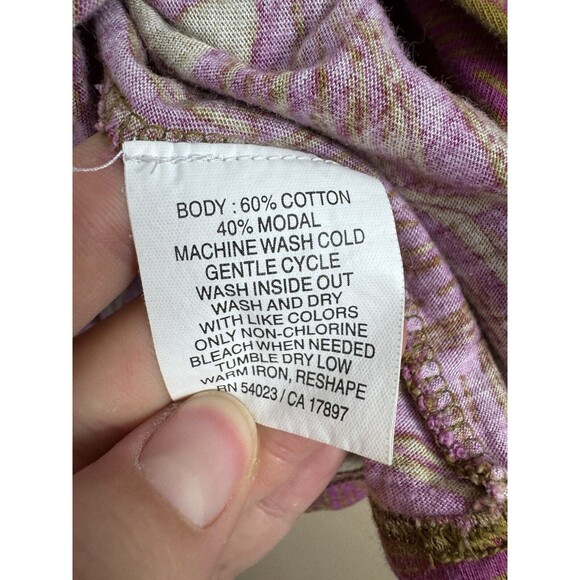 BODY : 60% COTTON
40% MODAL
MACHINE WASH COLD
GENTLE CYCLE
WASH INSIDE OUT
WASH AND DRY
WITH LIKE COLORS
ONLY NON-CHLORINE
BLEACH WHEN NEEDED
TUMBLE DRY LOW
WARM IRON, RESHAPE
RN 54023 / CA 17897